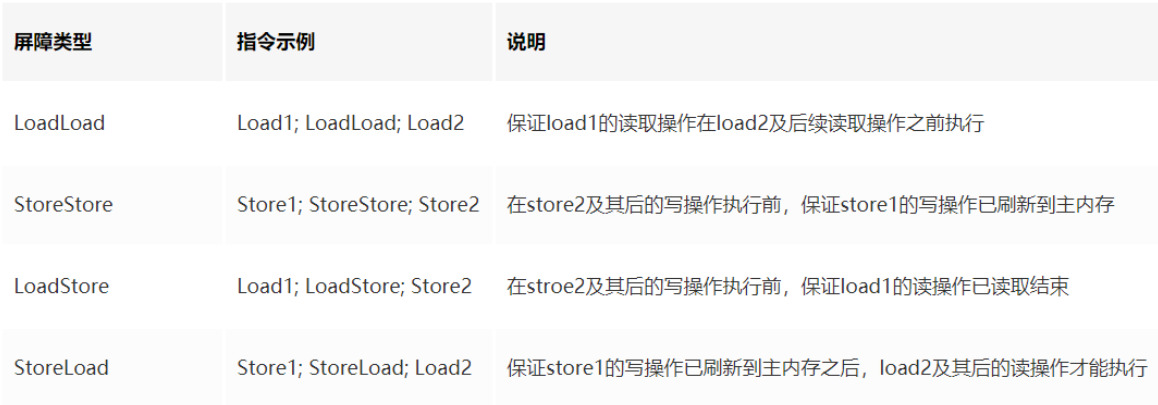 屏障类型 指令示例 说明
LoadLoad Load1; LoadLoad; Load2 保证load1的读取操作在load2及后续读取操作之前执行
StoreStore Store1; StoreStore; Store2 在store2及其后的写操作执行前，保证store1的写操作已刷新到主内存
LoadStore Load1; LoadStore; Store2 在stroe2及其后的写操作执行前，保证load1的读操作已读取结束
StoreLoad Store1; StoreLoad; Load2 保证store1的写操作已刷新到主内存之后，load2及其后的读操作才能执行